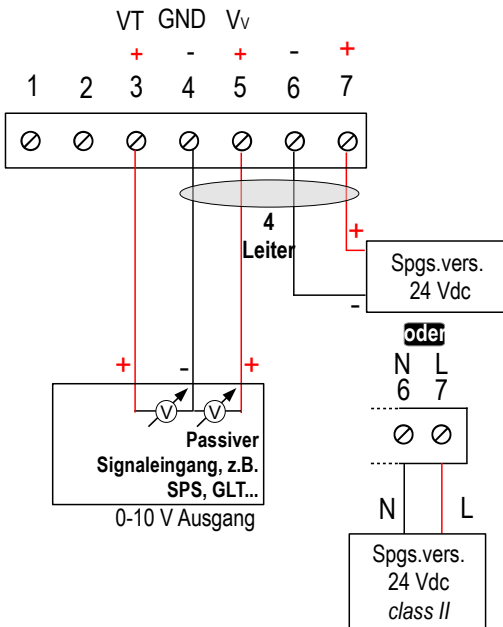 VT GND Vv
+ - + - +
1 2 3 4 5 6 7
4
Leiter
+
Spgs.vers.
24 Vdc
-
oder
N L
6 7
+ - +
V V
Passiver
Signaleingang, z.B.
SPS, GLT...
0-10 V Ausgang
N L
Spgs.vers.
24 Vdc
class II